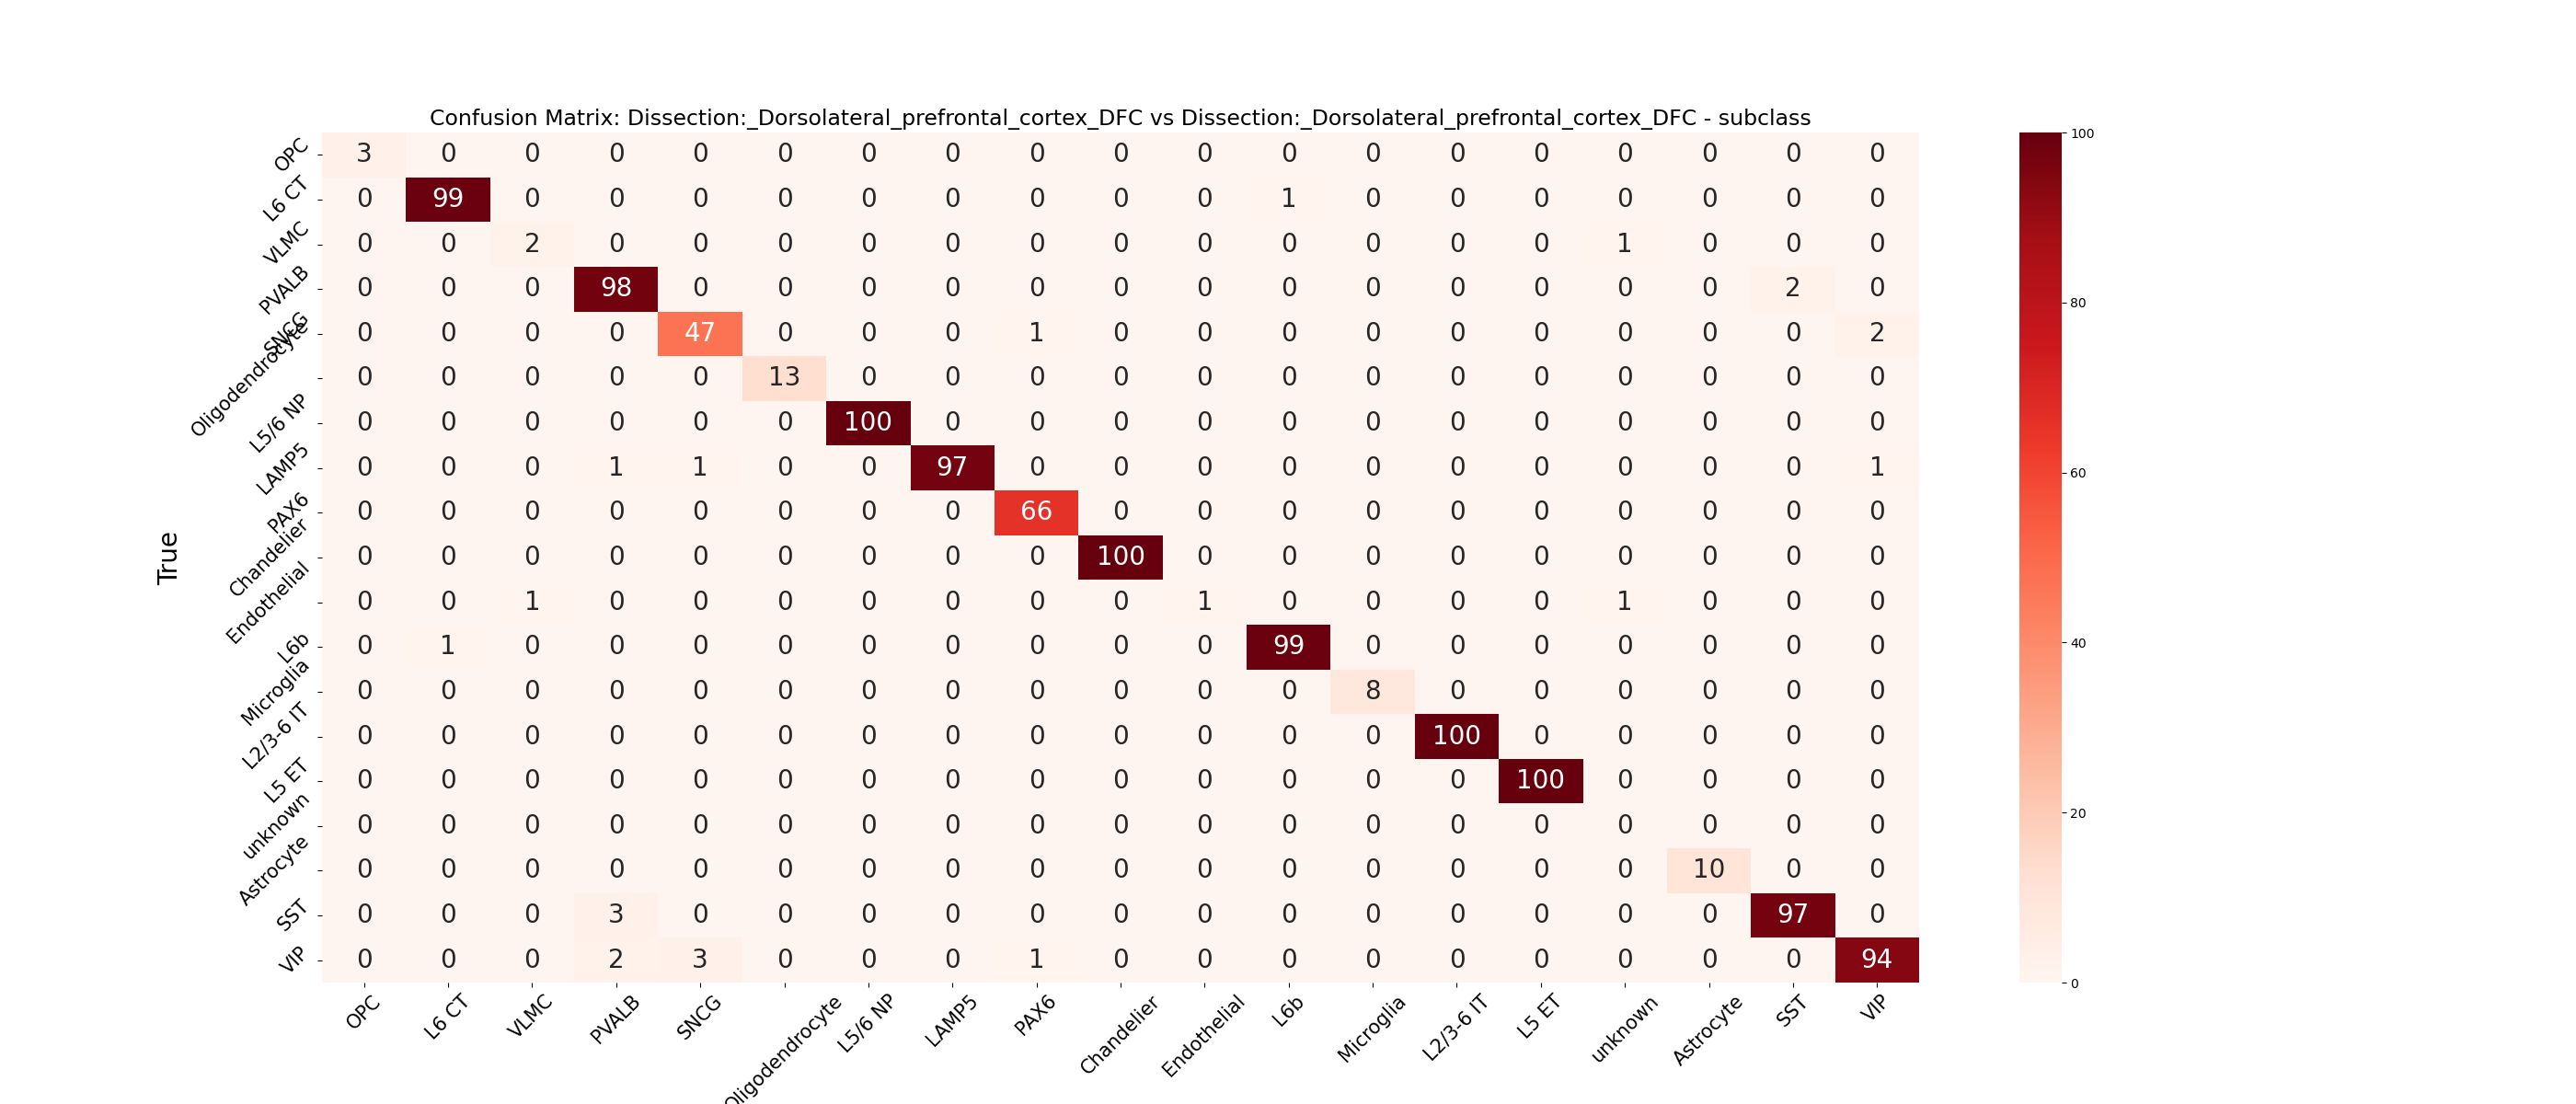 Confusion Matrix: Dissection:_Dorsolateral_prefrontal_cortex_DFC vs Dissection:_Dorsolateral_prefrontal_cortex_DFC - subclass
True
OPC 3 0 0 0 0 0 0 0 0 0 0 0 0 0 0 0 0 0 0
L6 CT 0 99 0 0 0 0 0 0 0 0 0 1 0 0 0 0 0 0 0
VLMC 0 0 2 0 0 0 0 0 0 0 0 0 0 0 0 1 0 0 0
PVALB 0 0 0 98 0 0 0 0 0 0 0 0 0 0 0 0 0 2 0
SNCG 0 0 0 0 47 0 0 0 1 0 0 0 0 0 0 0 0 0 2
Oligodendrocyte 0 0 0 0 0 13 0 0 0 0 0 0 0 0 0 0 0 0 0
L5/6 NP 0 0 0 0 0 0 100 0 0 0 0 0 0 0 0 0 0 0 0
LAMP5 0 0 0 1 1 0 0 97 0 0 0 0 0 0 0 0 0 0 1
PAX6 0 0 0 0 0 0 0 0 66 0 0 0 0 0 0 0 0 0 0
Chandelier 0 0 0 0 0 0 0 0 0 100 0 0 0 0 0 0 0 0 0
Endothelial 0 0 1 0 0 0 0 0 0 0 1 0 0 0 0 1 0 0 0
L6b 0 1 0 0 0 0 0 0 0 0 0 99 0 0 0 0 0 0 0
Microglia 0 0 0 0 0 0 0 0 0 0 0 0 8 0 0 0 0 0 0
L2/3-6 IT 0 0 0 0 0 0 0 0 0 0 0 0 0 100 0 0 0 0 0
L5 ET 0 0 0 0 0 0 0 0 0 0 0 0 0 0 100 0 0 0 0
unknown 0 0 0 0 0 0 0 0 0 0 0 0 0 0 0 0 0 0 0
Astrocyte 0 0 0 0 0 0 0 0 0 0 0 0 0 0 0 0 10 0 0
SST 0 0 0 3 0 0 0 0 0 0 0 0 0 0 0 0 0 97 0
VIP 0 0 0 2 3 0 0 0 1 0 0 0 0 0 0 0 0 0 94
OPC L6 CT VLMC PVALB SNCG Oligodendrocyte L5/6 NP LAMP5 PAX6 Chandelier Endothelial L6b Microglia L2/3-6 IT L5 ET unknown Astrocyte SST VIP
100
80
60
40
20
0